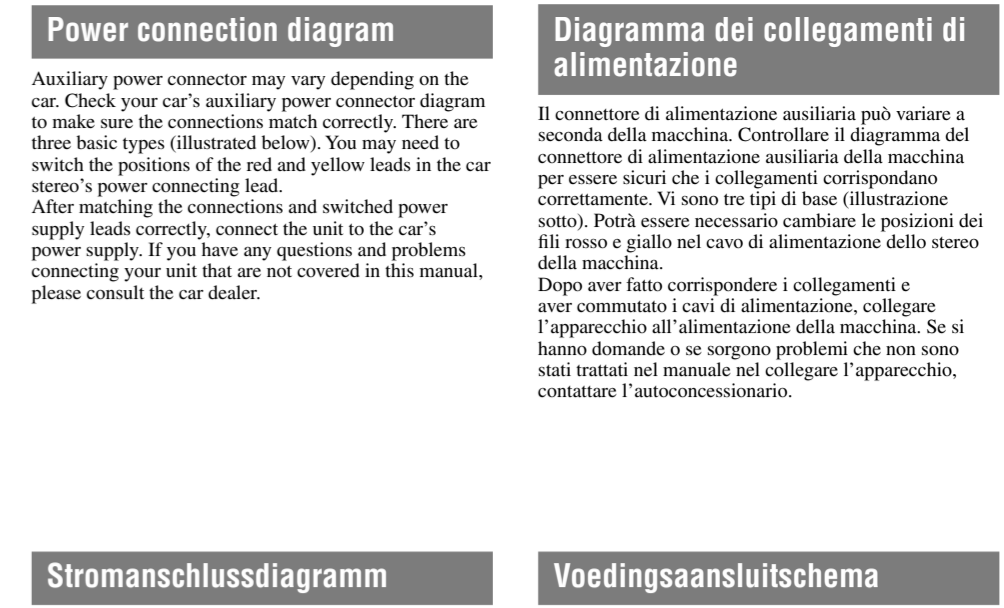 Power connection diagram
Auxiliary power connector may vary depending on the
car. Check your car’s auxiliary power connector diagram
to make sure the connections match correctly. There are
three basic types (illustrated below). You may need to
switch the positions of the red and yellow leads in the car
stereo’s power connecting lead.
After matching the connections and switched power
supply leads correctly, connect the unit to the car’s
power supply. If you have any questions and problems
connecting your unit that are not covered in this manual,
please consult the car dealer.
Diagramma dei collegamenti di
alimentazione
Il connettore di alimentazione ausiliaria può variare a
seconda della macchina. Controllare il diagramma del
connettore di alimentazione ausiliaria della macchina
per essere sicuri che i collegamenti corrispondano
correttamente. Vi sono tre tipi di base (illustrazione
sotto). Potrà essere necessario cambiare le posizioni dei
fili rosso e giallo nel cavo di alimentazione dello stereo
della macchina.
Dopo aver fatto corrispondere i collegamenti e
aver commutato i cavi di alimentazione, collegare
l’apparecchio all’alimentazione della macchina. Se si
hanno domande o se sorgono problemi che non sono
stati trattati nel manuale nel collegare l’apparecchio,
contattare l’autoconcessionario.
Stromanschlussdiagramm
Voedingsaansluitschema